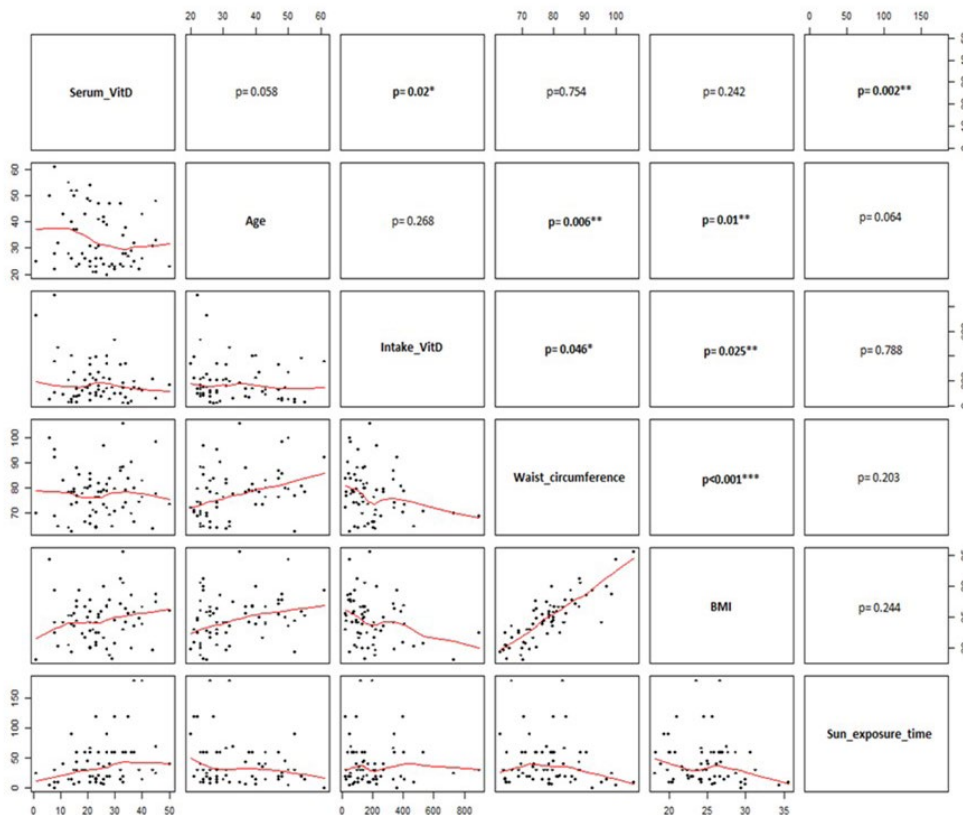 20 30 40 50 60
70 80 90 100
0 50 100 150
Serum_VitD
p= 0.058
p= 0.02*
p=0.754
p= 0.242
p= 0.002**
20 30 40 50 60
Age
p= 0.268
p= 0.006**
p= 0.01**
p= 0.064
Intake_VitD
p= 0.046*
p= 0.025**
p= 0.788
70 80 90 100
Waist_circumference
p<0.001***
p= 0.203
BMI
p= 0.244
0 50 100 150
Sun_exposure_time
0 10 20 30 40 50
0 200 400 600 800
20 25 30 35